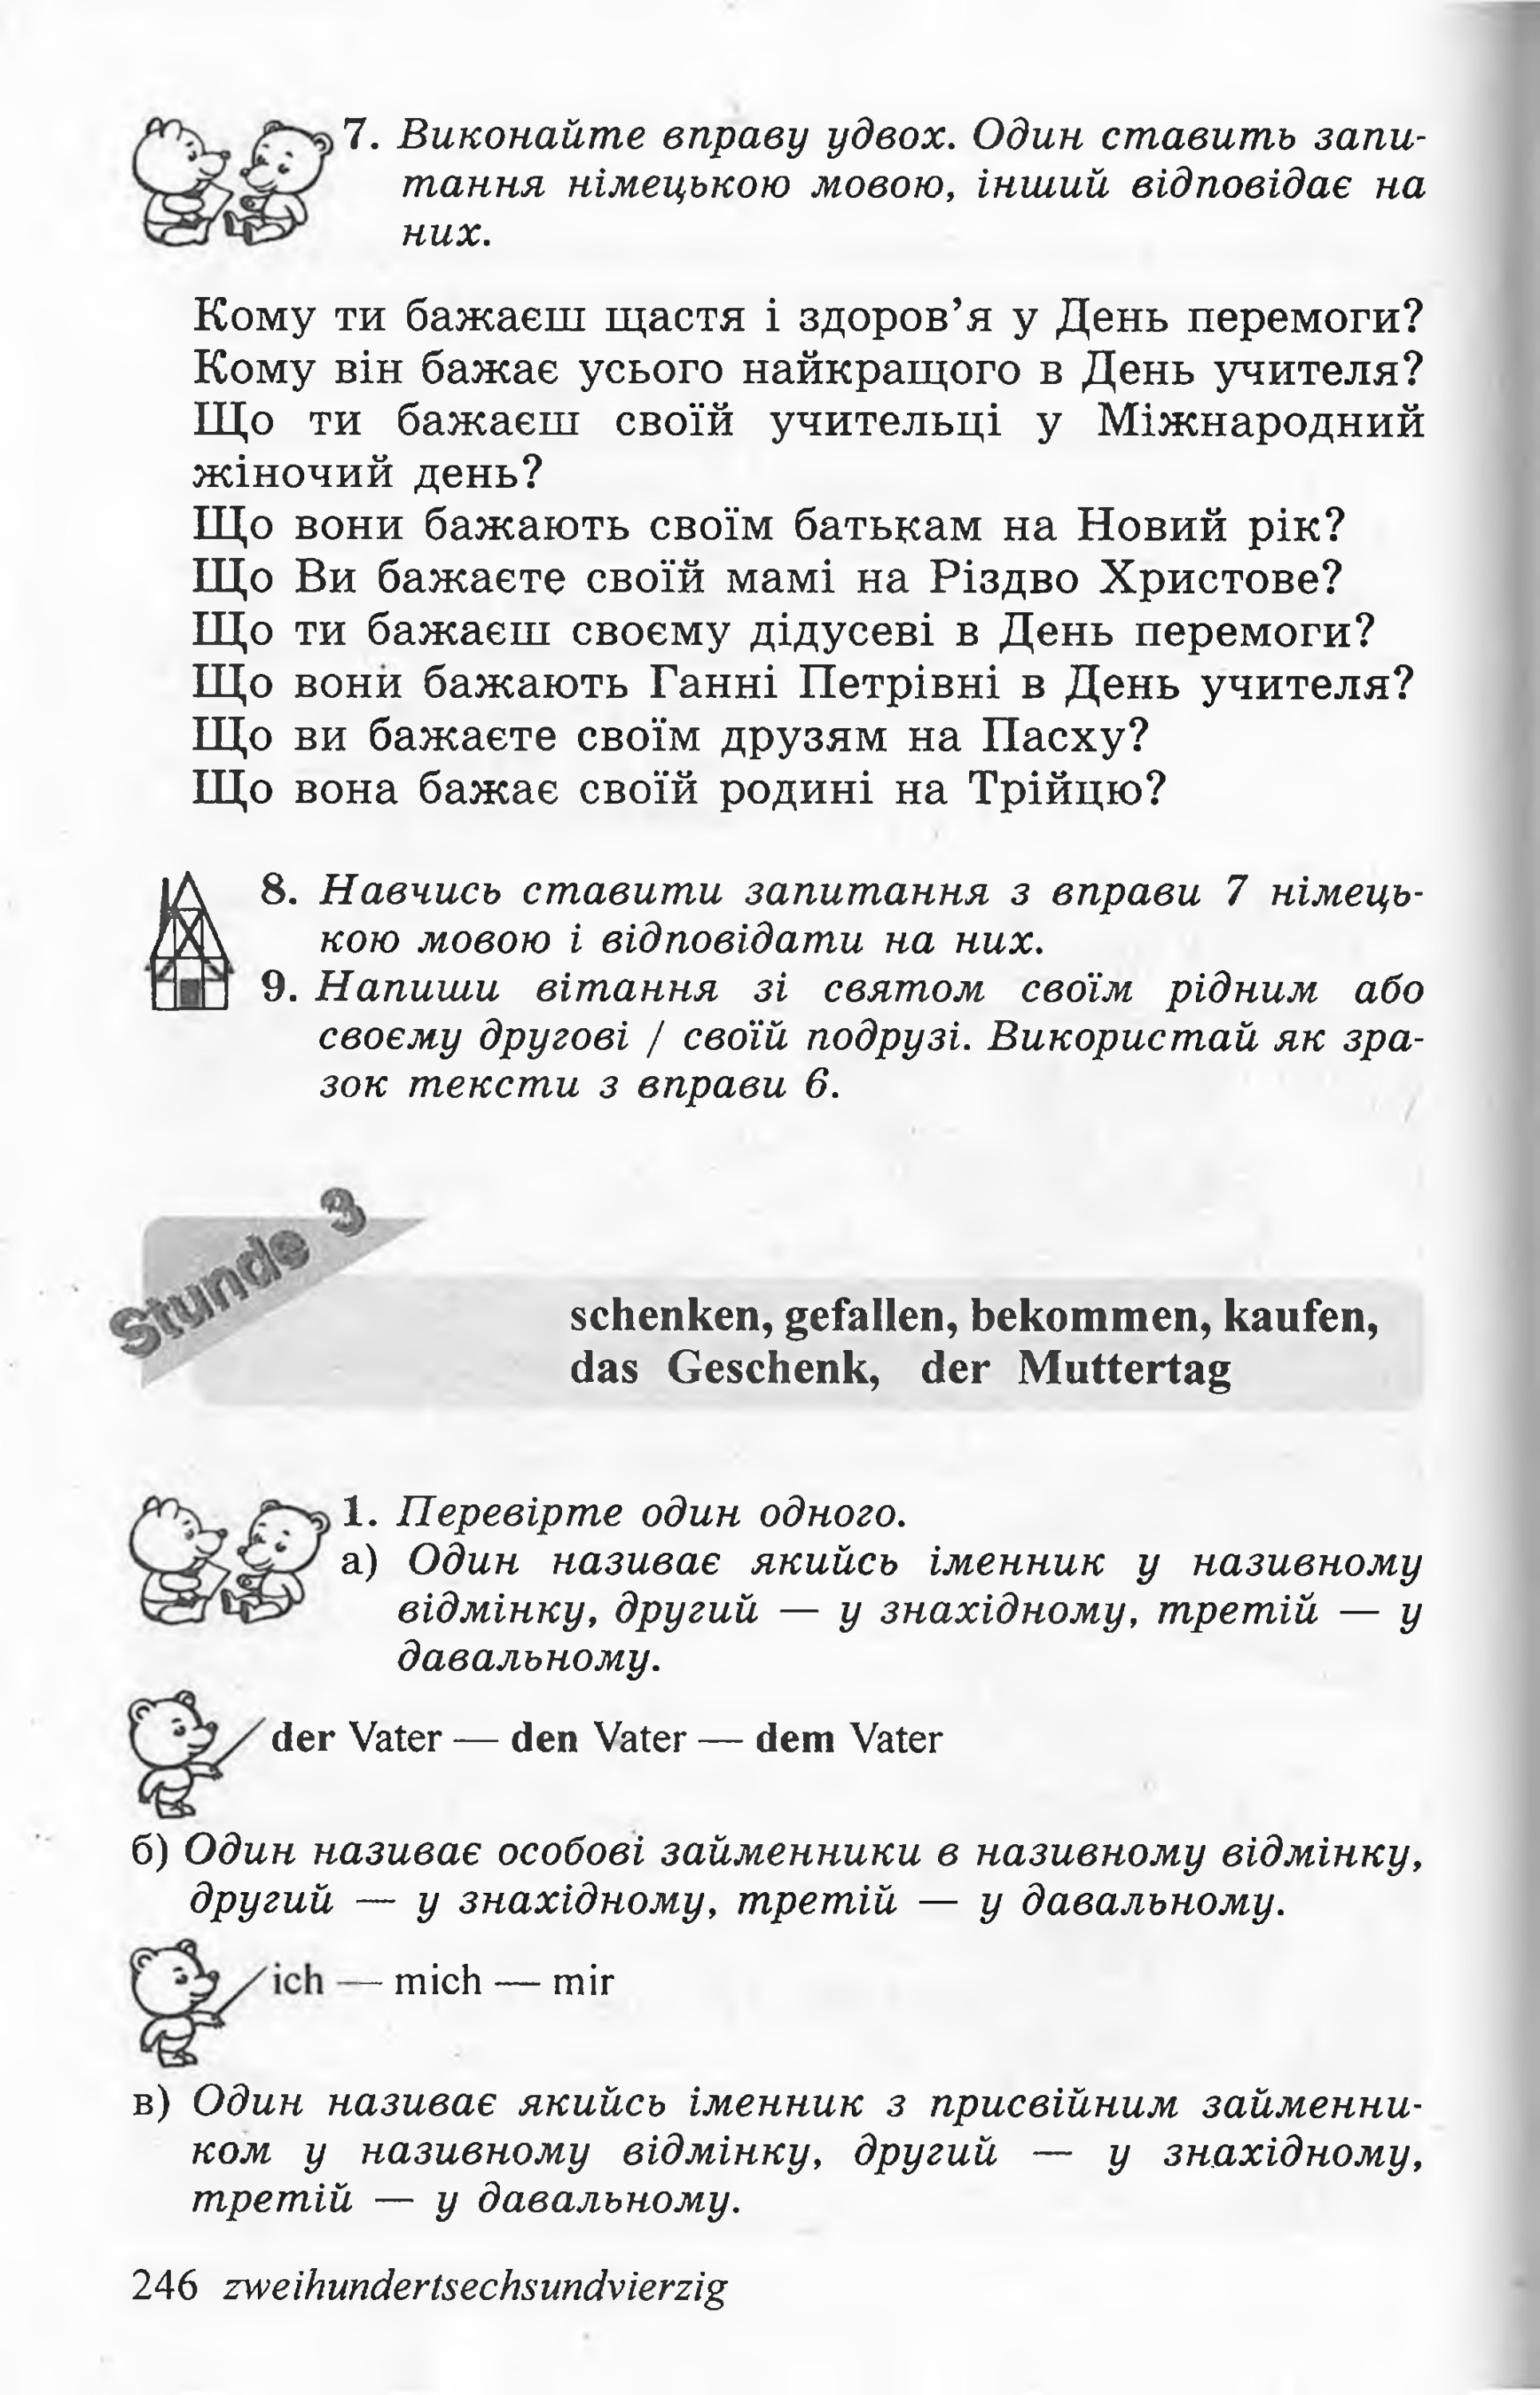 7. Виконайте вправу удвох. Один ставить запи-
тання німецькою мовою, інший відповідає на
них.
Кому ти бажаєш щастя і здоров’я у День перемоги?
Кому він бажає усього найкращого в День учителя?
Що ти бажаєш своїй учительці у Міжнародний
жіночий день?
Що вони бажають своїм батькам на Новий рік?
Що Ви бажаєте своїй мамі на Різдво Христове?
Що ти бажаєш своєму дідусеві в День перемоги?
Що вони бажають Ганні Петрівні в День учителя?
Що ви бажаєте своїм друзям на Пасху?
Що вона бажає своїй родині на Трійцю?
8. Навчись ставити запитання з вправи 7 німець-
кою мовою і відповідати на них.
9. Напиши вітання зі святом своїм рідним або
своєму другові / своїй подрузі. Використай як зра-
зок тексти з вправи 6.
Stunde 3
schenken, gefallen, bekommen, kaufen,
das Geschenk, der Muttertag
1. Перевірте один одного.
а) Один називає якийсь іменник у називному
відмінку, другий — у знахідному, третій — у
давальному.
der Vater — den Vater — dem Vater
б) Один називає особові займенники в називному відмінку,
другий — у знахідному, третій — у давальному.
ich — mich — mir
в) Один називає якийсь іменник з присвійним займенни-
ком у називному відмінку, другий — у знахідному,
третій — у давальному.
246 zweihundertsechsundvierzig